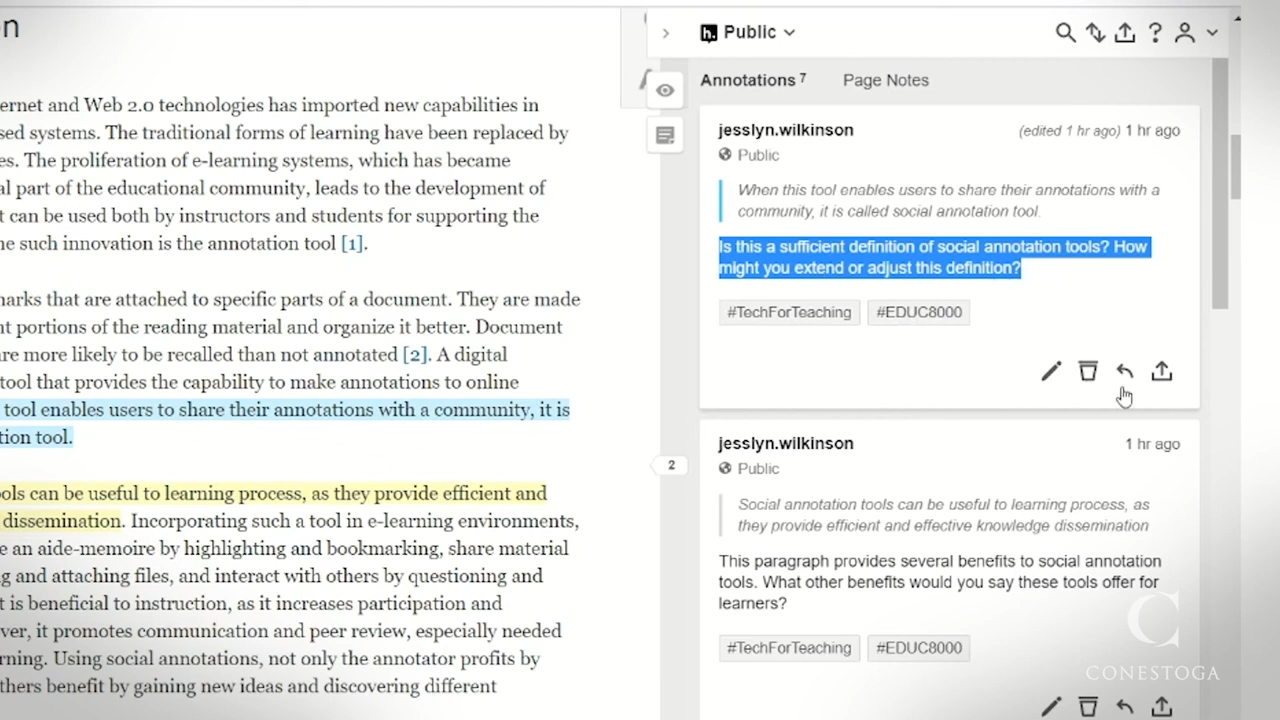 on
ernet and Web 2.0 technologies has imported new capabilities in
sed systems. The traditional forms of learning have been replaced by
es. The proliferation of e-learning systems, which has became
al part of the educational community, leads to the development of
t can be used both by instructors and students for supporting the
ne such innovation is the annotation tool [1].
narks that are attached to specific parts of a document. They are made
nt portions of the reading material and organize it better. Document
are more likely to be recalled than not annotated [2]. A digital
tool that provides the capability to make annotations to online
tool enables users to share their annotations with a community, it is
tion tool.
ools can be useful to learning process, as they provide efficient and
dissemination. Incorporating such a tool in e-learning environments,
e an aide-memoire by highlighting and bookmarking, share material
g and attaching files, and interact with others by questioning and
t is beneficial to instruction, as it increases participation and
ver, it promotes communication and peer review, especially needed
rning. Using social annotations, not only the annotator profits by
thers benefit by gaining new ideas and discovering different
h. Public
Annotations 7 Page Notes
jesslyn.wilkinson (edited 1 hr ago) 1 hr ago
Public
When this tool enables users to share their annotations with a
community, it is called social annotation tool.
Is this a sufficient definition of social annotation tools? How
might you extend or adjust this definition?
#TechForTeaching #EDUC8000
2
jesslyn.wilkinson 1 hr ago
Public
Social annotation tools can be useful to learning process, as
they provide efficient and effective knowledge dissemination
This paragraph provides several benefits to social annotation
tools. What other benefits would you say these tools offer for
learners?
#TechForTeaching #EDUC8000
C
CONESTOGA